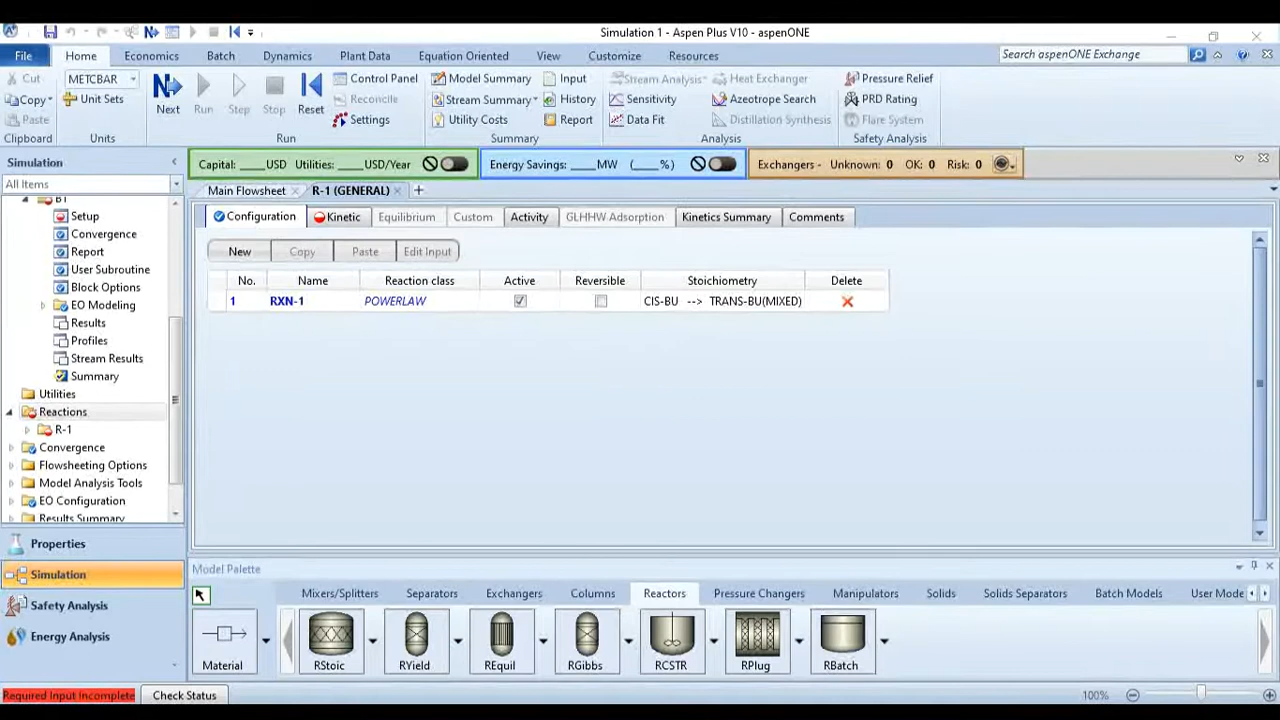 Simulation 1 - Aspen Plus V10 - aspenONE
File Home Economics Batch Dynamics Plant Data Equation Oriented View Customize Resources Search aspenONE Exchange
Cut METCBAR Next Run Step Stop Reset Control Panel Model Summary Input Stream Analysis Heat Exchanger Pressure Relief
Copy Unit Sets Reconcile Stream Summary History Sensitivity Azeotrope Search PRD Rating
Paste Settings Utility Costs Report Data Fit Distillation Synthesis Flare System
Clipboard Units Run Summary Analysis Safety Analysis
Simulation Capital: ____USD Utilities: ____USD/Year Energy Savings: ____MW (____%) Exchangers - Unknown: 0 OK: 0 Risk: 0
All Items Main Flowsheet R-1 (GENERAL) +
B1
Setup
Convergence
Report
User Subroutine
Block Options
EO Modeling
Results
Profiles
Stream Results
Summary
Utilities
Reactions
R-1
Convergence
Flowsheeting Options
Model Analysis Tools
EO Configuration
Results Summary
Properties
Simulation
Safety Analysis
Energy Analysis
Configuration Kinetic Equilibrium Custom Activity GLHHW Adsorption Kinetics Summary Comments
New Copy Paste Edit Input
No. Name Reaction class Active Reversible Stoichiometry Delete
1 RXN-1 POWERLAW CIS-BU --> TRANS-BU(MIXED)
Model Palette
Mixers/Splitters Separators Exchangers Columns Reactors Pressure Changers Manipulators Solids Solids Separators Batch Models User Mode
Material RStoic RYield REquil RGibbs RCSTR RPlug RBatch
Required Input Incomplete Check Status 100%